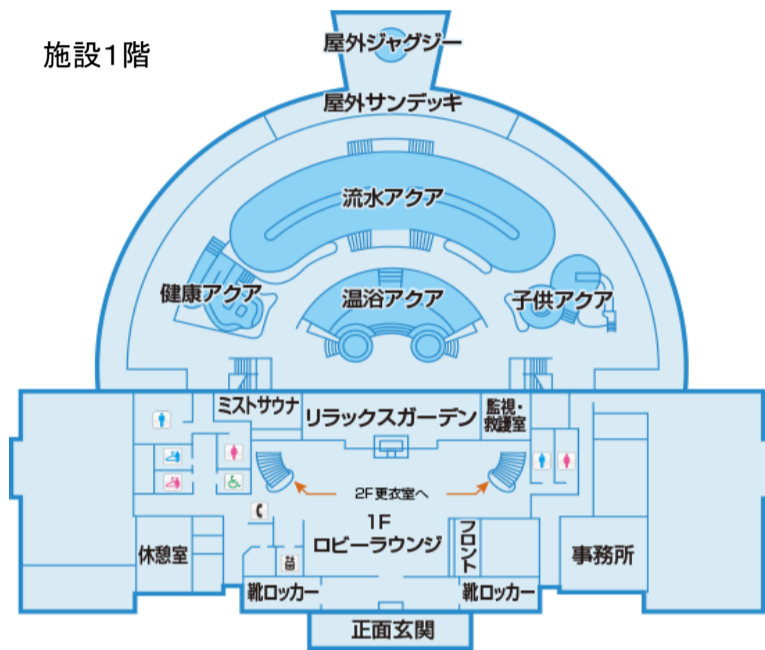 施設1階
屋外ジャグジー
屋外サンデッキ
流水アクア
健康アクア
温浴アクア
子供アクア
ミストサウナ
リラックスガーデン
監視・
救護室
2F更衣室へ
1F
ロビーラウンジ
フロント
休憩室
事務所
靴ロッカー
靴ロッカー
正面玄関